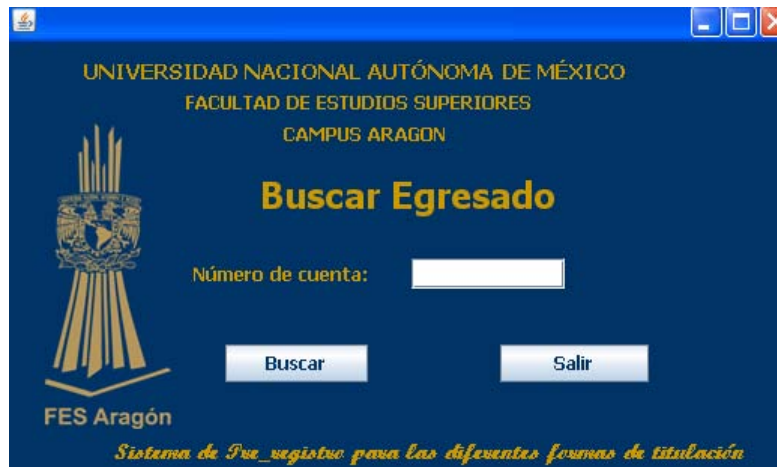 UNIVERSIDAD NACIONAL AUTÓNOMA DE MÉXICO
FACULTAD DE ESTUDIOS SUPERIORES
CAMPUS ARAGON
Buscar Egresado
Número de cuenta:
Buscar
Salir
FES Aragón
Sistema de Pre_registro para las diferentes formas de titulación